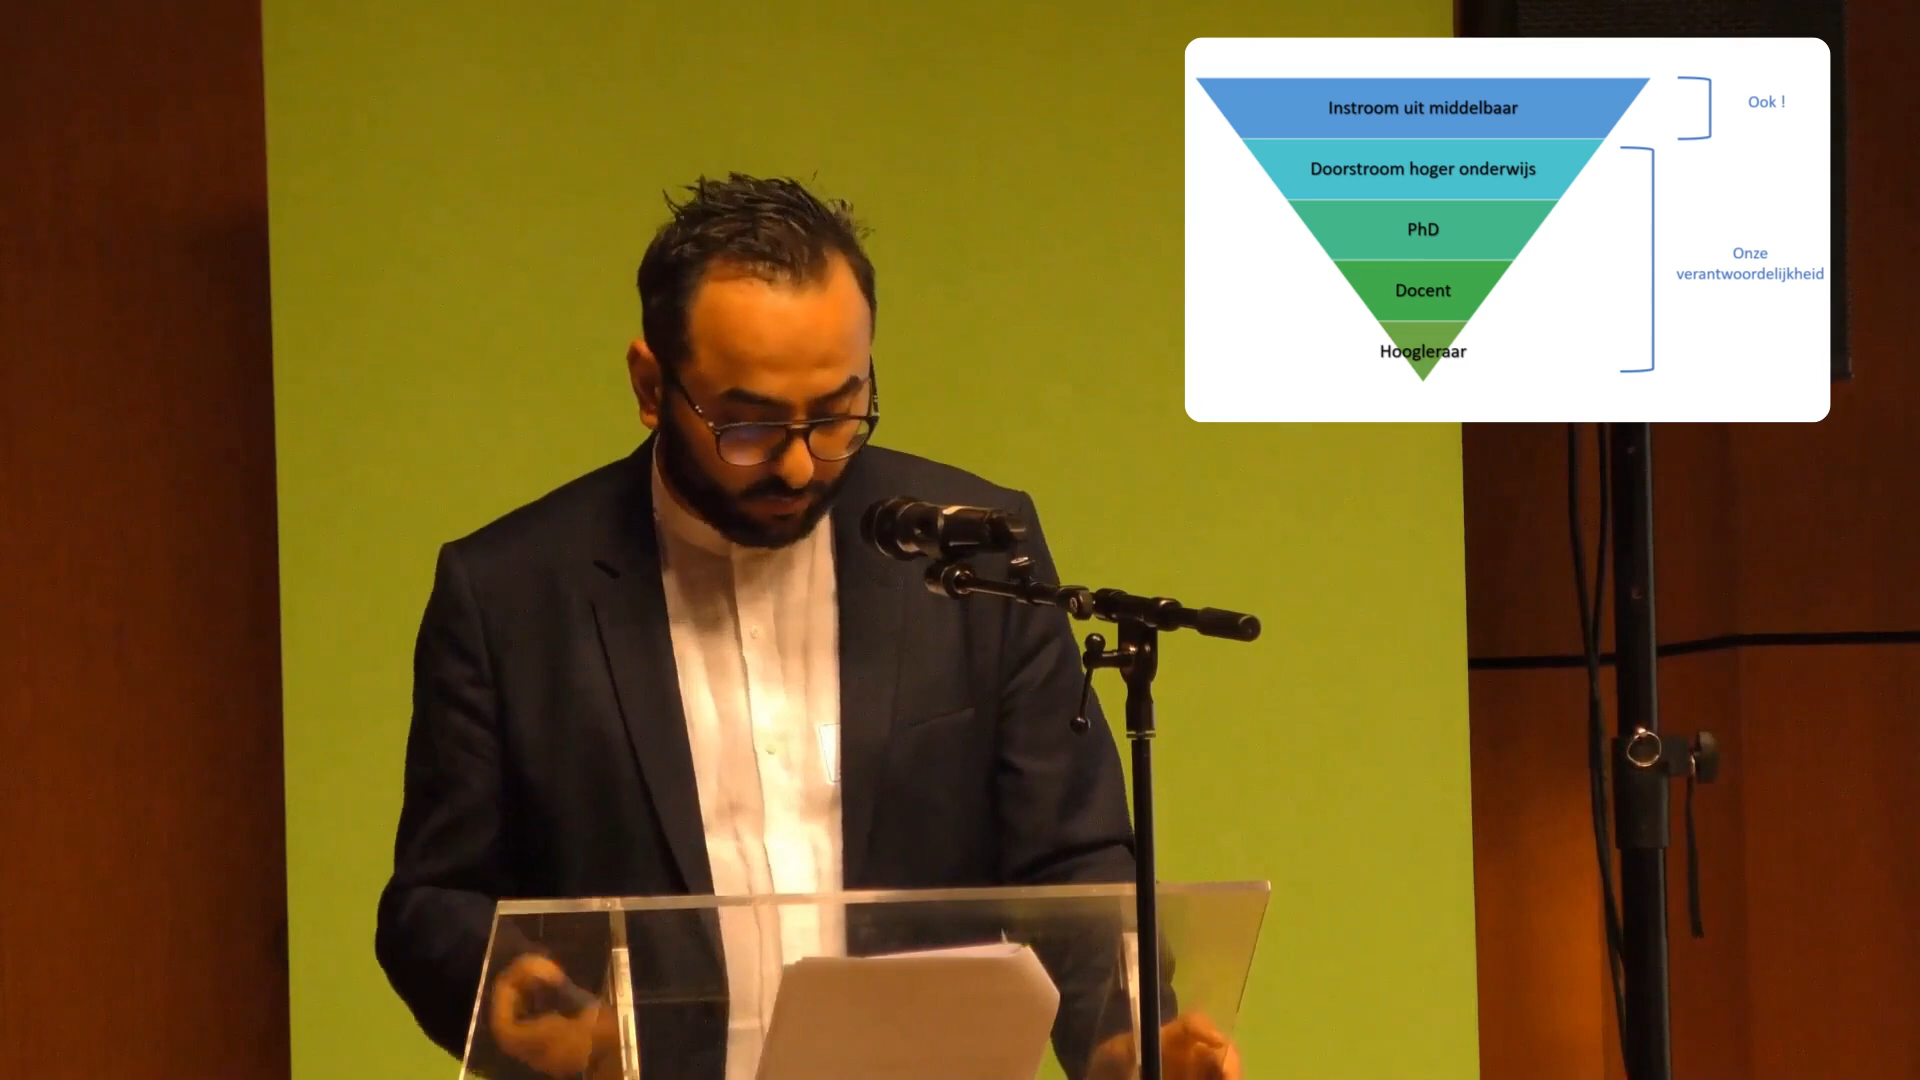 Instroom uit middelbaar
Doorstroom hoger onderwijs
PhD
Docent
Hoogleraar
Ook !
Onze
verantwoordelijkheid